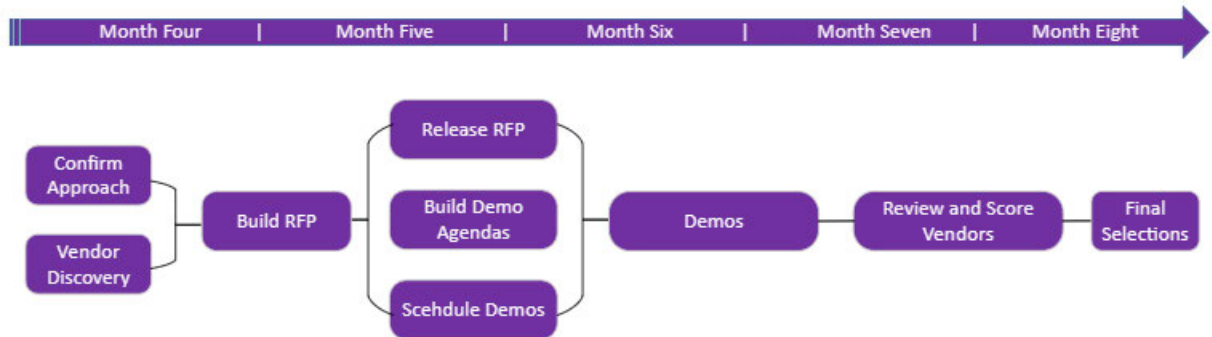 Month Four | Month Five | Month Six | Month Seven | Month Eight
Confirm
Approach
Vendor
Discovery
Build RFP
Release RFP
Build Demo
Agendas
Scehdule Demos
Demos
Review and Score
Vendors
Final
Selections